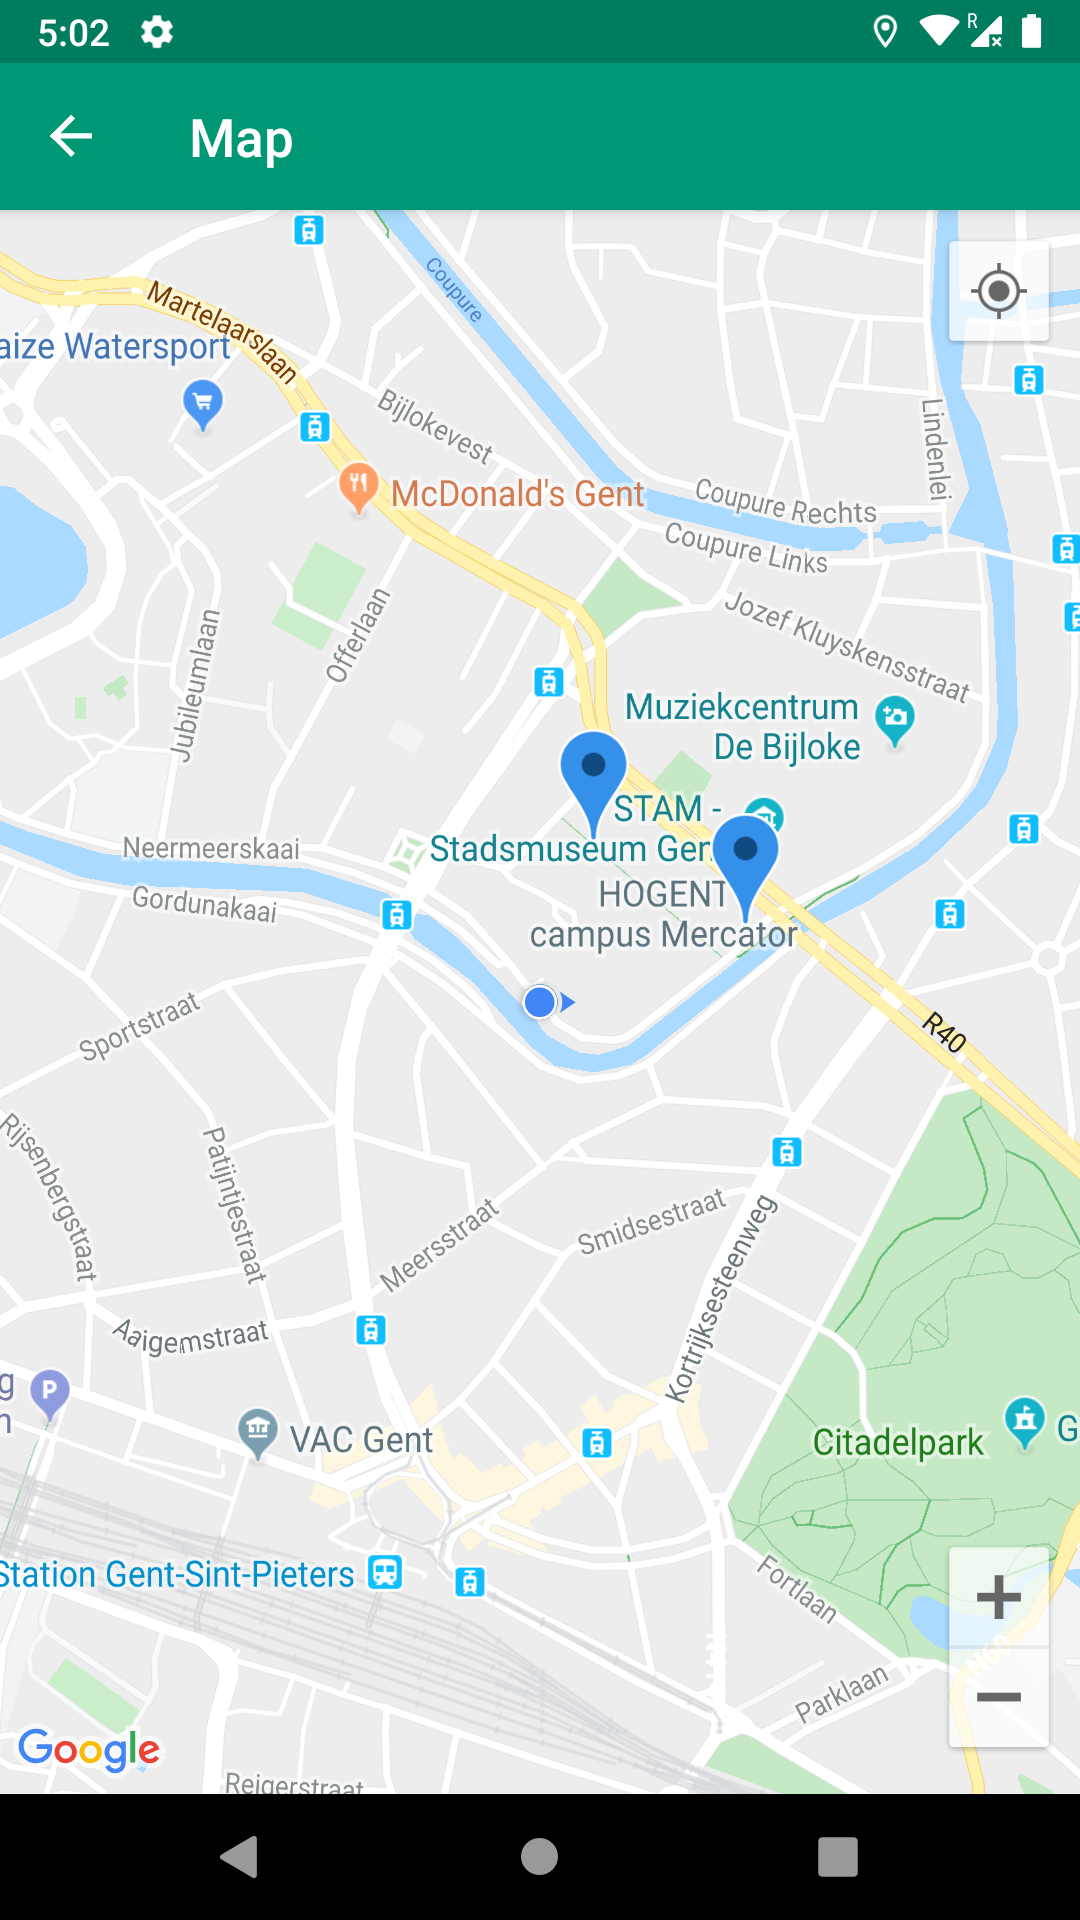 5:02
R
Map
Coupure
Martelaarslaan
aize Watersport
Bijlokevest
Lindenlei
McDonald's Gent
Coupure Rechts
Coupure Links
Offerlaan
Jozef Kluyskensstraat
Jubileumlaan
Muziekcentrum
De Bijloke
STAM -
Stadsmuseum Gen
Neermeerskaai
HOGENT
Gordunakaai
campus Mercator
Sportstraat
R40
Rijsenbergstraat
Patijntjestraat
Meersstraat
Smidsestraat
Kortrijksesteenweg
Aaigemstraat
g
n
P
VAC Gent
Citadelpark
G
Station Gent-Sint-Pieters
Fortlaan
N60
Parklaan
Google
Reigerstraat